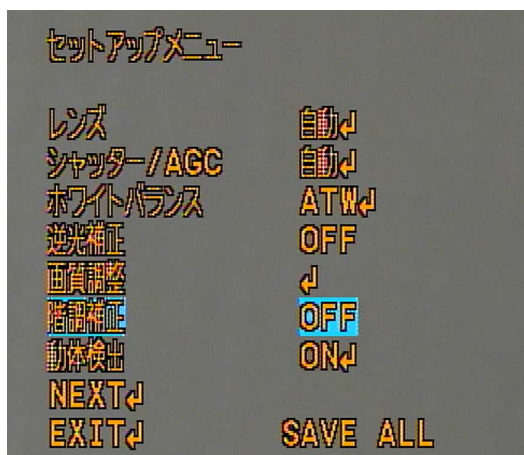 セットアップメニュー
レンズ 自動↲
シャッター/AGC 自動↲
ホワイトバランス ATW↲
逆光補正 OFF
画質調整 ↲
階調補正 OFF
動体検出 ON↲
NEXT↲
EXIT↲ SAVE ALL